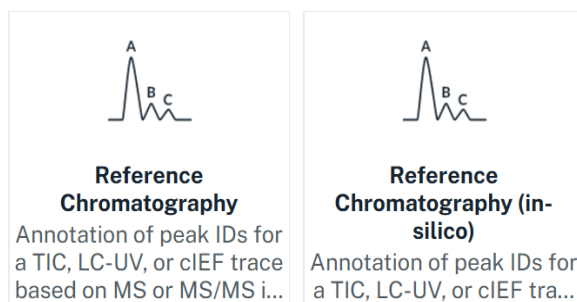 A
B
C
Reference
Chromatography
Annotation of peak IDs for
a TIC, LC-UV, or cIEF trace
based on MS or MS/MS i...
A
B
C
Reference
Chromatography (in-
silico)
Annotation of peak IDs for
a TIC, LC-UV, or cIEF tra...